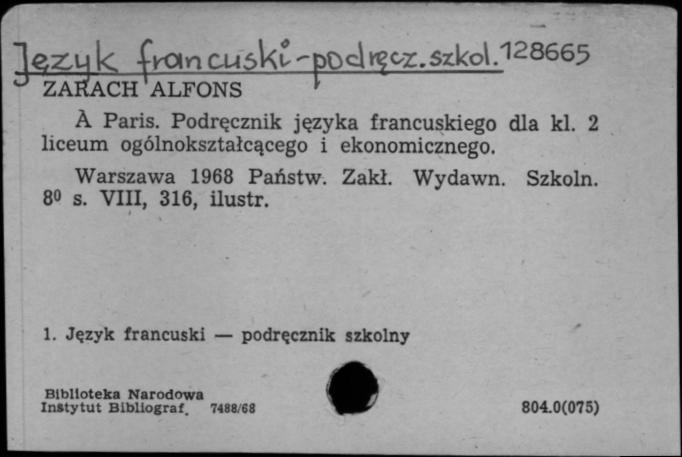 Język francuski-podręcz.szkol. 128665
ZARACH ALFONS
À Paris. Podręcznik języka francuskiego dla kl. 2
liceum ogólnokształcącego i ekonomicznego.
Warszawa 1968 Państw. Zakł. Wydawn. Szkoln.
8⁰ s. VIII, 316, ilustr.
1. Język francuski — podręcznik szkolny
Biblioteka Narodowa
Instytut Bibliograf. 7488/68 804.0(075)